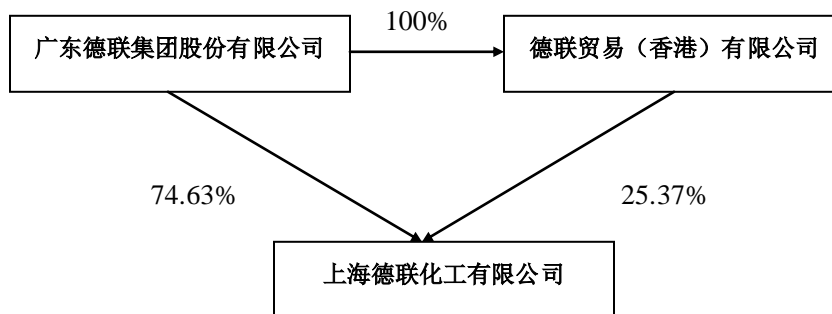 100%
广东德联集团股份有限公司
德联贸易（香港）有限公司
74.63%
25.37%
上海德联化工有限公司